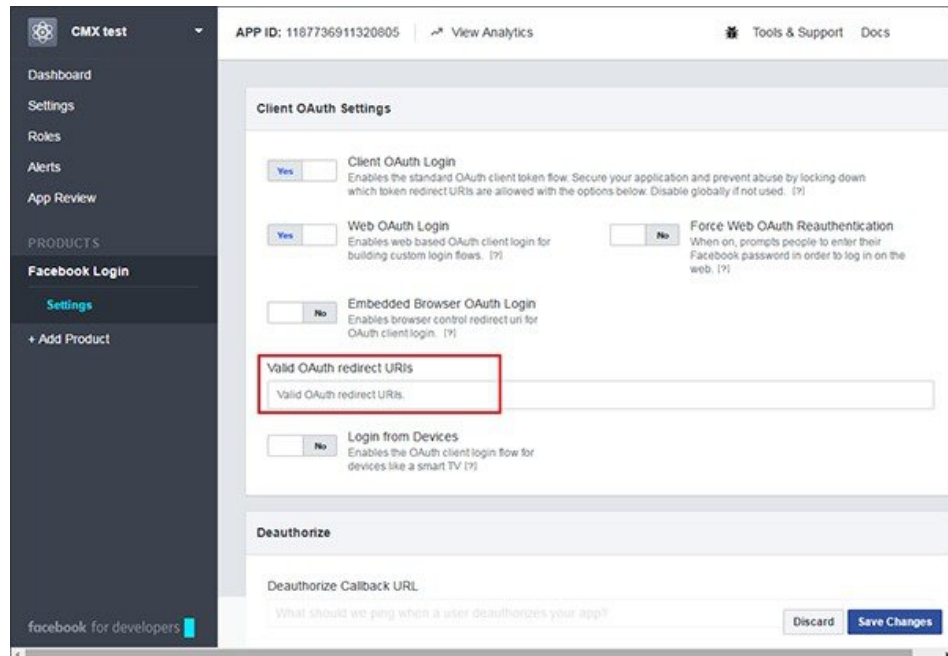 CMX test
APP ID: 1187736911320805
View Analytics
Tools & Support
Docs
Dashboard
Settings
Roles
Alerts
App Review
PRODUCTS
Facebook Login
Settings
+ Add Product
facebook for developers
Client OAuth Settings
Yes
Client OAuth Login
Enables the standard OAuth client token flow. Secure your application and prevent abuse by locking down
which token redirect URIs are allowed with the options below. Disable globally if not used. [?]
Yes
Web OAuth Login
Enables web based OAuth client login for
building custom login flows. [?]
No
Force Web OAuth Reauthentication
When on, prompts people to enter their
Facebook password in order to log in on the
web. [?]
No
Embedded Browser OAuth Login
Enables browser control redirect uri for
OAuth client login. [?]
Valid OAuth redirect URIs
Valid OAuth redirect URIs.
No
Login from Devices
Enables the OAuth client login flow for
devices like a smart TV [?]
Deauthorize
Deauthorize Callback URL
What should we ping when a user deauthorizes your app?
Discard
Save Changes